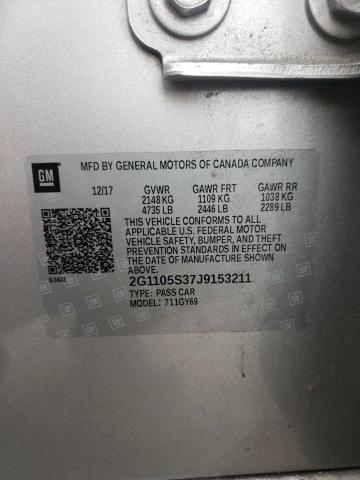 GM
MFD BY GENERAL MOTORS OF CANADA COMPANY
12/17 GVWR GAWR FRT GAWR RR
2148 KG 1109 KG 1038 KG
4735 LB 2446 LB 2289 LB
THIS VEHICLE CONFORMS TO ALL
APPLICABLE U.S. FEDERAL MOTOR
VEHICLE SAFETY, BUMPER, AND THEFT
PREVENTION STANDARDS IN EFFECT ON
THE DATE OF MANUFACTURE SHOWN
ABOVE.
2G1105S37J9153211
TYPE: PASS CAR
MODEL: 711GY69